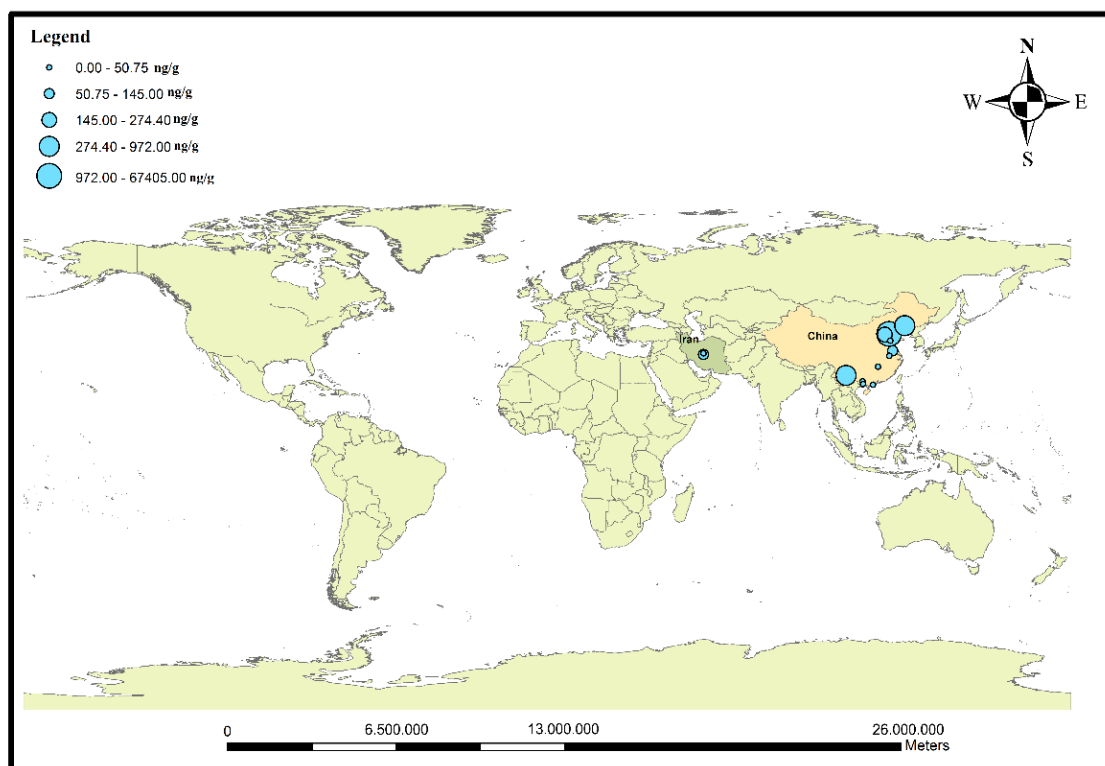 Legend
0.00 - 50.75 ng/g
50.75 - 145.00 ng/g
145.00 - 274.40 ng/g
274.40 - 972.00 ng/g
972.00 - 67405.00 ng/g
N
W E
S
China
Iran
0 6.500.000 13.000.000 26.000.000
Meters